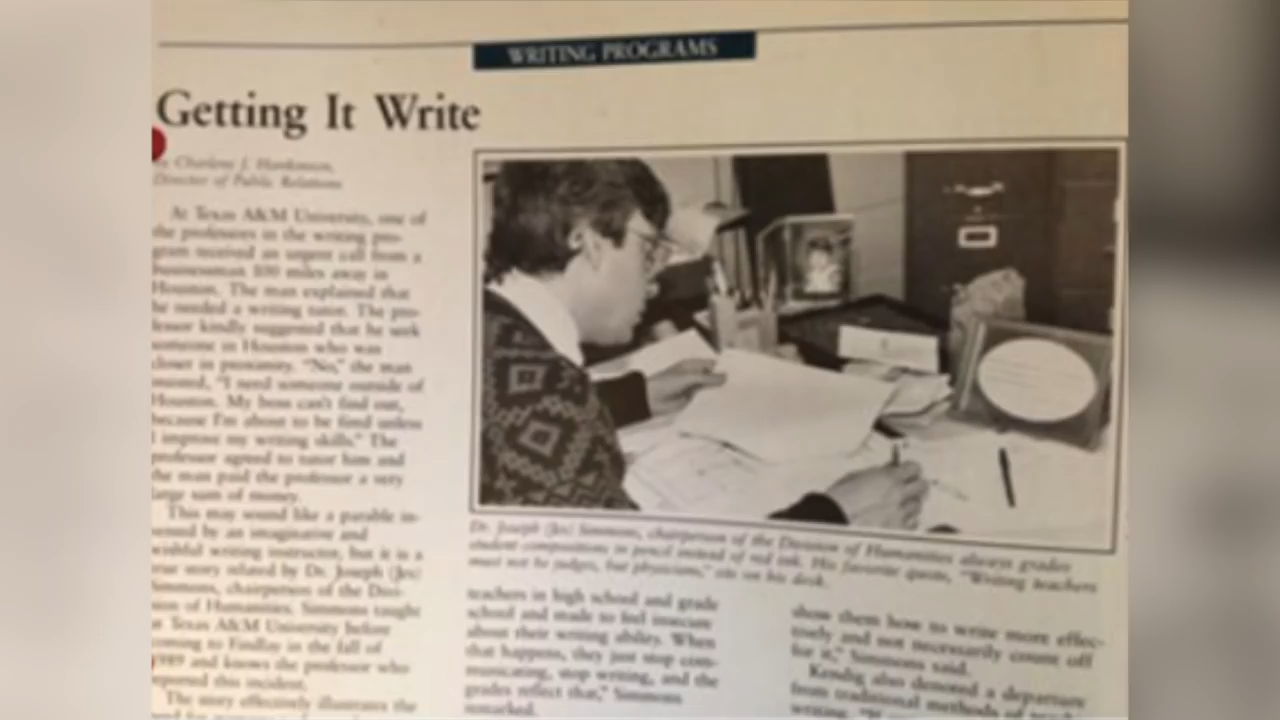 WRITING PROGRAMS
Getting It Write
Charlene J. Hankinson,
Director of Public Relations
At Texas A&M University, one of
the professors in the writing pro-
gram received an urgent call from a
businessman 100 miles away in
Houston. The man explained that
he needed a writing tutor. The pro-
fessor kindly suggested that he seek
someone in Houston who was
closer in proximity. "No," the man
insisted, "I need someone outside of
Houston. My boss can't find out,
because I'm about to be fired unless
I improve my writing skills." The
professor agreed to tutor him and
the man paid the professor a very
large sum of money.
This may sound like a parable in-
vented by an imaginative and
wishful writing instructor, but it is a
true story related by Dr. Joseph (Jes)
Simmons, chairperson of the Divi-
sion of Humanities. Simmons taught
at Texas A&M University before
coming to Findlay in the fall of
1989 and knows the professor who
this incident.
The story effectively illustrates the
Dr. Joseph (Jes) Simmons, chairperson of the Division of Humanities always grades
student compositions in pencil instead of red ink. His favorite quote, "Writing teachers
must not be judges, but physicians," sits on his desk.
teachers in high school and grade
school and made to feel insecure
about their writing ability. When
that happens, they just stop com-
municating, stop writing, and the
grades reflect that," Simmons
remarked.
show them how to write more effec-
tively and not necessarily count off
for it," Simmons said.
Kendig also denoted a departure
from traditional methods of
writing.